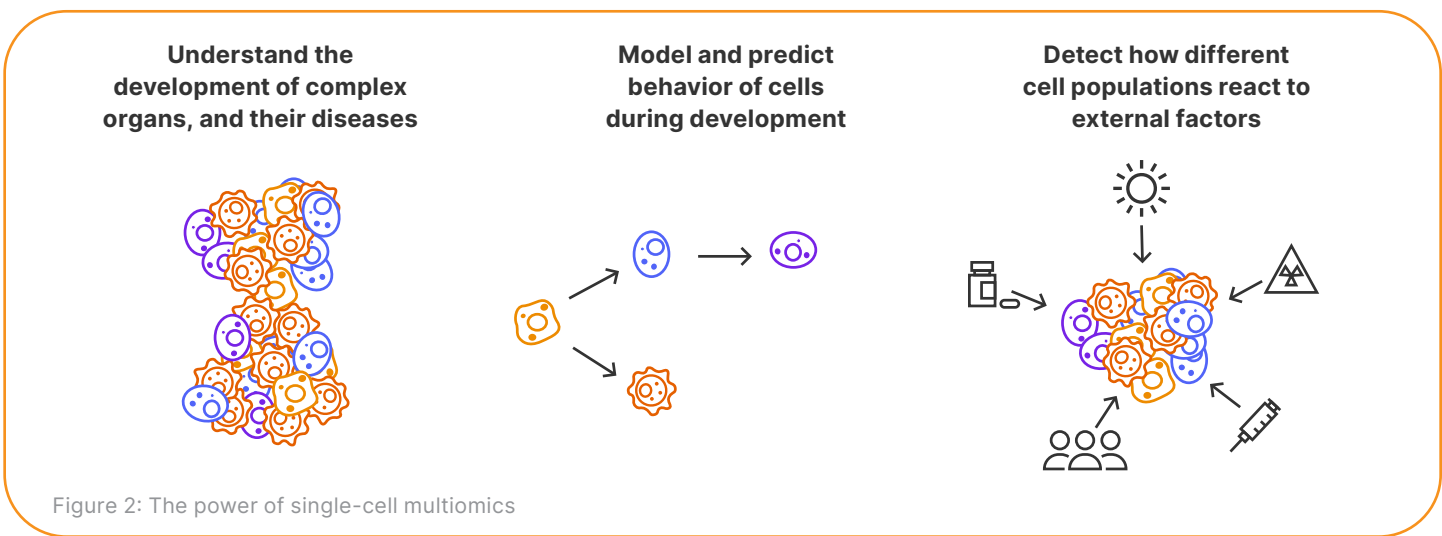 Understand the
development of complex
organs, and their diseases
Model and predict
behavior of cells
during development
Detect how different
cell populations react to
external factors
Figure 2: The power of single-cell multiomics